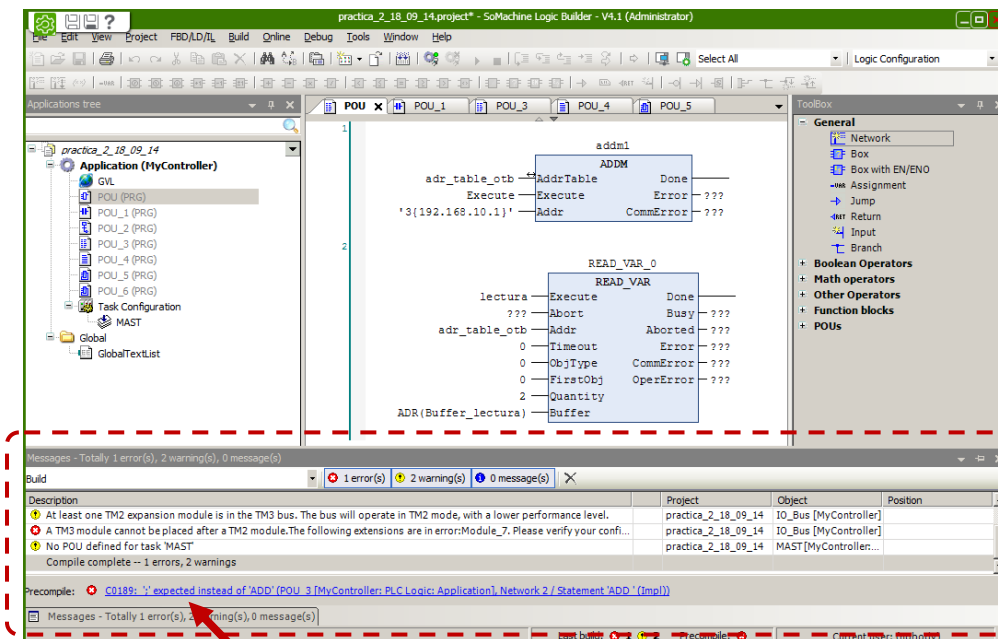 practica_2_18_09_14.project* - SoMachine Logic Builder - V4.1 (Administrator)
File Edit View Project FBD/LD/IL Build Online Debug Tools Window Help
Select All
Logic Configuration
Applications tree
practica_2_18_09_14
Application (MyController)
GVL
POU (PRG)
POU_1 (PRG)
POU_2 (PRG)
POU_3 (PRG)
POU_4 (PRG)
POU_5 (PRG)
POU_6 (PRG)
Task Configuration
MAST
Global
GlobalTextList
POU POU_1 POU_3 POU_4 POU_5
1
addm1
ADDM
adr_table_otb AddrTable Done
Execute Execute Error ???
'3{192.168.10.1}' Addr CommError ???
2
READ_VAR_0
READ_VAR
lectura Execute Done
??? Abort Busy ???
adr_table_otb Addr Aborted ???
0 Timeout Error ???
0 ObjType CommError ???
0 FirstObj OperError ???
2 Quantity
ADR(Buffer_lectura) Buffer
ToolBox
General
Network
Box
Box with EN/ENO
VAR Assignment
Jump
RET Return
Input
Branch
Boolean Operators
Math operators
Other Operators
Function blocks
POUs
Messages - Totally 1 error(s), 2 warning(s), 0 message(s)
Build
1 error(s) 2 warning(s) 0 message(s)
Description Project Object Position
At least one TM2 expansion module is in the TM3 bus. The bus will operate in TM2 mode, with a lower performance level. practica_2_18_09_14 IO_Bus [MyController]
A TM3 module cannot be placed after a TM2 module.The following extensions are in error:Module_7. Please verify your confi... practica_2_18_09_14 IO_Bus [MyController]
No POU defined for task 'MAST' practica_2_18_09_14 MAST [MyController:...
Compile complete -- 1 errors, 2 warnings
Precompile: C0189: ';' expected instead of 'ADD' (POU_3 [MyController: PLC Logic: Application], Network 2 / Statement 'ADD ' (Impl))
Messages - Totally 1 error(s), 2 warning(s), 0 message(s)
Last build: 1 2 Precompile: Current user: (nobody)